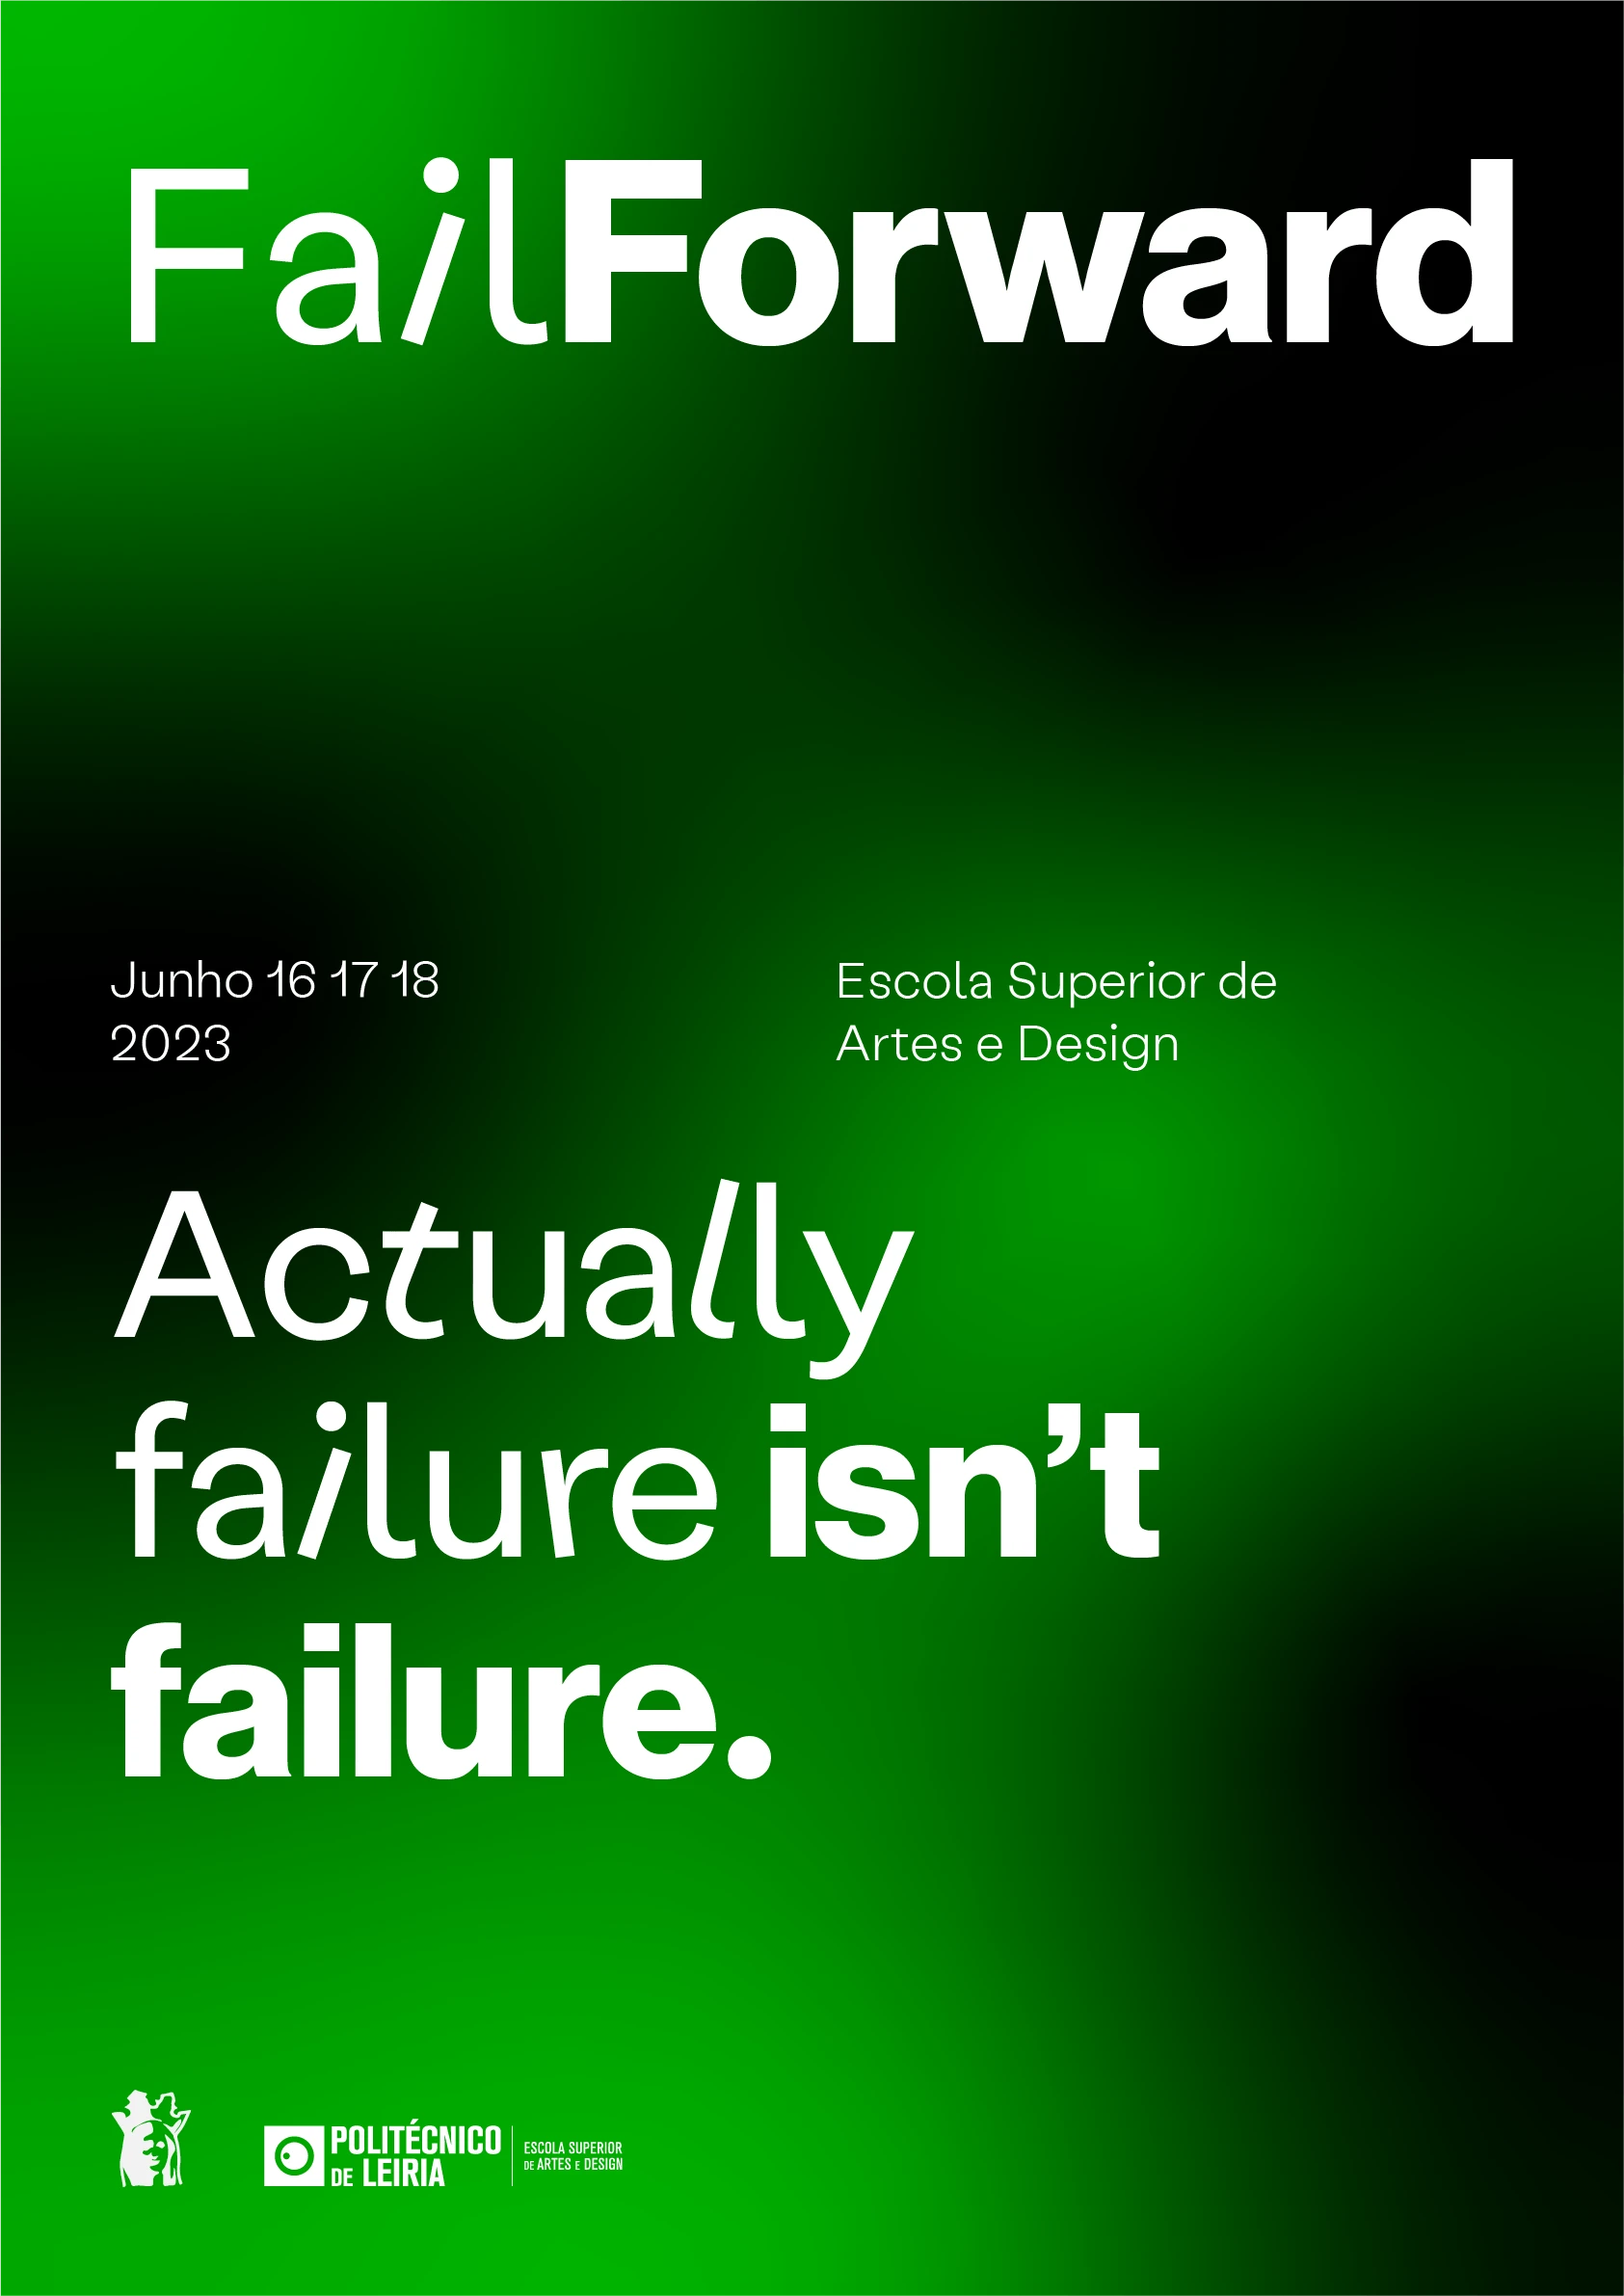 FailForward
Junho 16 17 18
2023
Escola Superior de
Artes e Design
Actually
failure isn’t
failure.
POLITÉCNICO
DE LEIRIA
ESCOLA SUPERIOR
DE ARTES E DESIGN